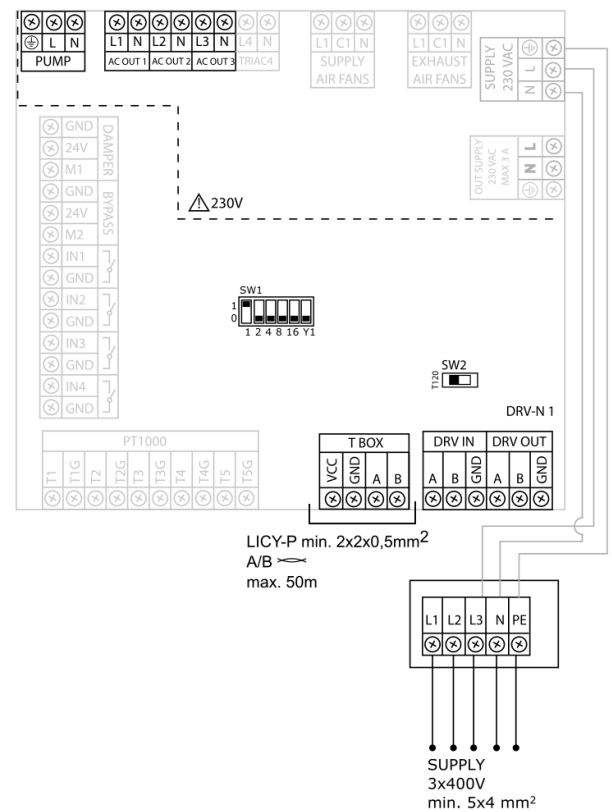 L N
PUMP
L1 N L2 N L3 N L4 N
AC OUT 1 AC OUT 2 AC OUT 3 TRIAC4
L1 C1 N
SUPPLY
AIR FANS
L1 C1 N
EXHAUST
AIR FANS
SUPPLY
230 VAC
L
N
OUT SUPPLY
230 VAC
MAX 3 A
L
N
GND
24V
M1
DAMPER
GND
24V
M2
BYPASS
IN1
GND
IN2
GND
IN3
GND
IN4
GND
230V
SW1
1
0
1 2 4 8 16 Y1
SW2
T120
DRV-N 1
PT1000
T1 T1G T2 T2G T3 T3G T4 T4G T5 T5G
T BOX
VCC GND A B
DRV IN DRV OUT
A B GND A B GND
LICY-P min. 2x2x0,5mm2
A/B
max. 50m
L1 L2 L3 N PE
SUPPLY
3x400V
min. 5x4 mm2